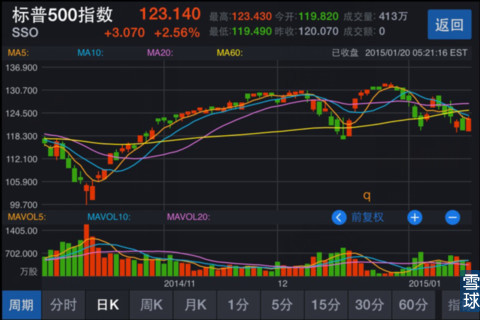 标普500指数 123.140 最高:123.430 今开:119.820 成交量:413万 返回
SSO +3.070 +2.56% 最低:119.490 昨收:120.070 成交额:0
MA5: MA10: MA20: MA60: 已收盘 2015/01/20 05:21:16 EST
136.900
130.700
124.500
118.300
112.100
105.900
99.700
q
MAVOL5: MAVOL10: MAVOL20: 前复权
1405.00
702.00
万股
2014/11 12 2015/01
雪球
周期 分时 日K 周K 月K 1分 5分 15分 30分 60分 指